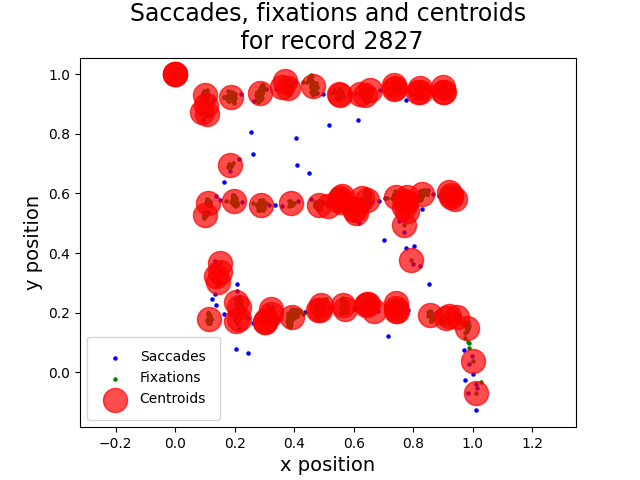 Saccades, fixations and centroids
for record 2827
y position
1.0
0.8
0.6
0.4
0.2
0.0
Saccades
Fixations
Centroids
−0.2 0.0 0.2 0.4 0.6 0.8 1.0 1.2
x position